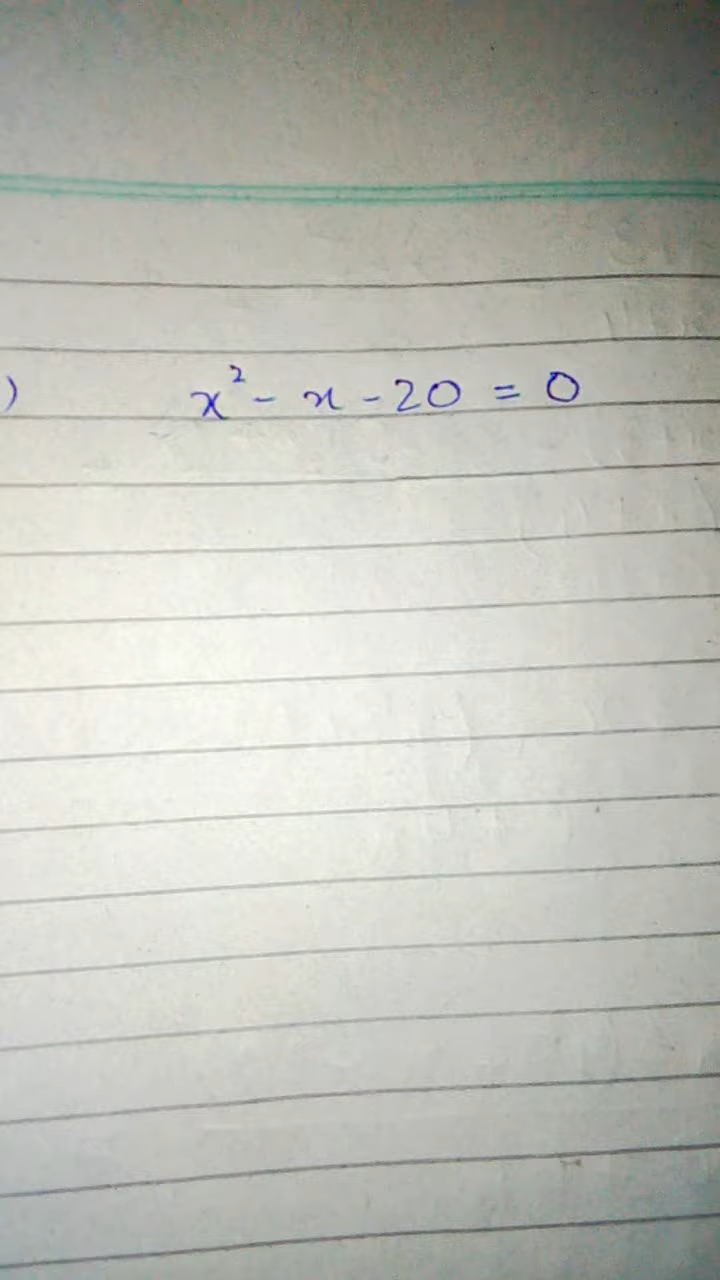 ) x² - x - 20 = 0